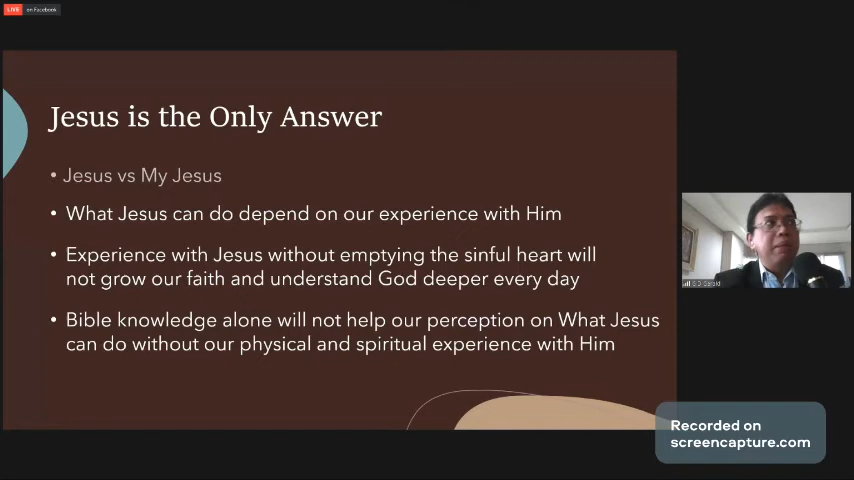 LIVE on Facebook
Jesus is the Only Answer
• Jesus vs My Jesus
• What Jesus can do depend on our experience with Him
• Experience with Jesus without emptying the sinful heart will
not grow our faith and understand God deeper every day
• Bible knowledge alone will not help our perception on What Jesus
can do without our physical and spiritual experience with Him
Recorded on
screencapture.com